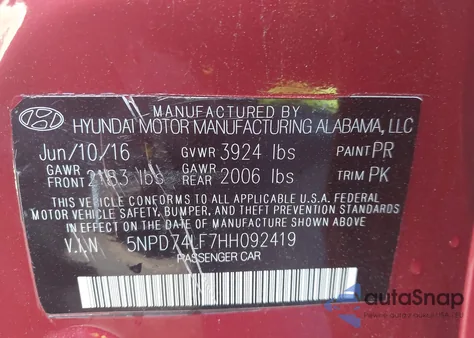 MANUFACTURED BY
HYUNDAI MOTOR MANUFACTURING ALABAMA, LLC
Jun/10/16 GVWR 3924 lbs PAINT PR
GAWR FRONT 2183 lbs GAWR REAR 2006 lbs TRIM PK
THIS VEHICLE CONFORMS TO ALL APPLICABLE U.S.A. FEDERAL
MOTOR VEHICLE SAFETY, BUMPER, AND THEFT PREVENTION STANDARDS
IN EFFECT ON THE DATE OF MANUFACTURE SHOWN ABOVE.
V.I.N 5NPD74LF7HH092419
PASSENGER CAR
autaSnap